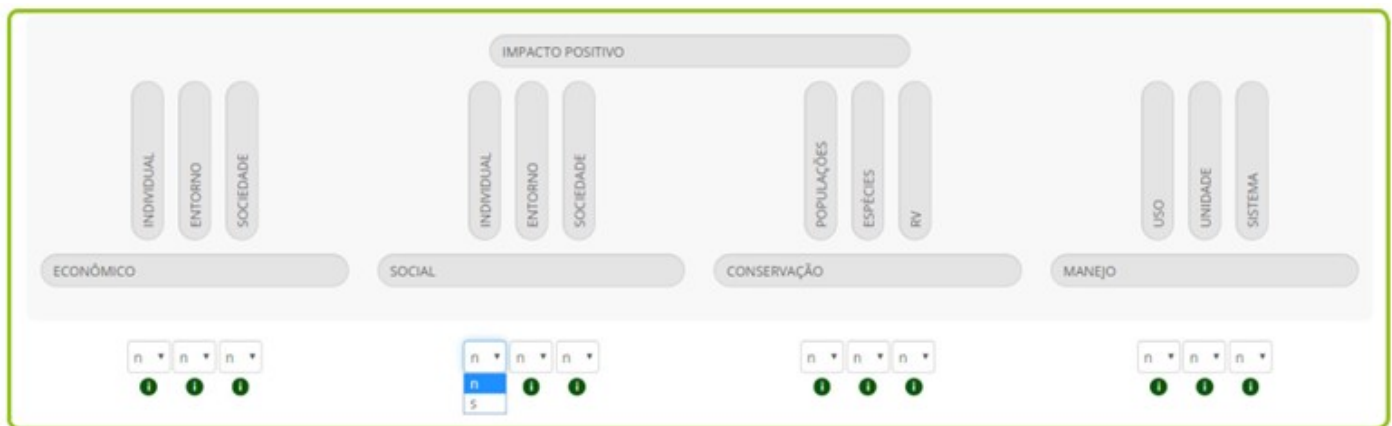 IMPACTO POSITIVO
INDIVIDUAL
ENTORNO
SOCIEDADE
INDIVIDUAL
ENTORNO
SOCIEDADE
POPULAÇÕES
ESPÉCIES
RV
USO
UNIDADE
SISTEMA
ECONÔMICO
SOCIAL
CONSERVAÇÃO
MANEJO
n n n n n n n n n n n n
n
s